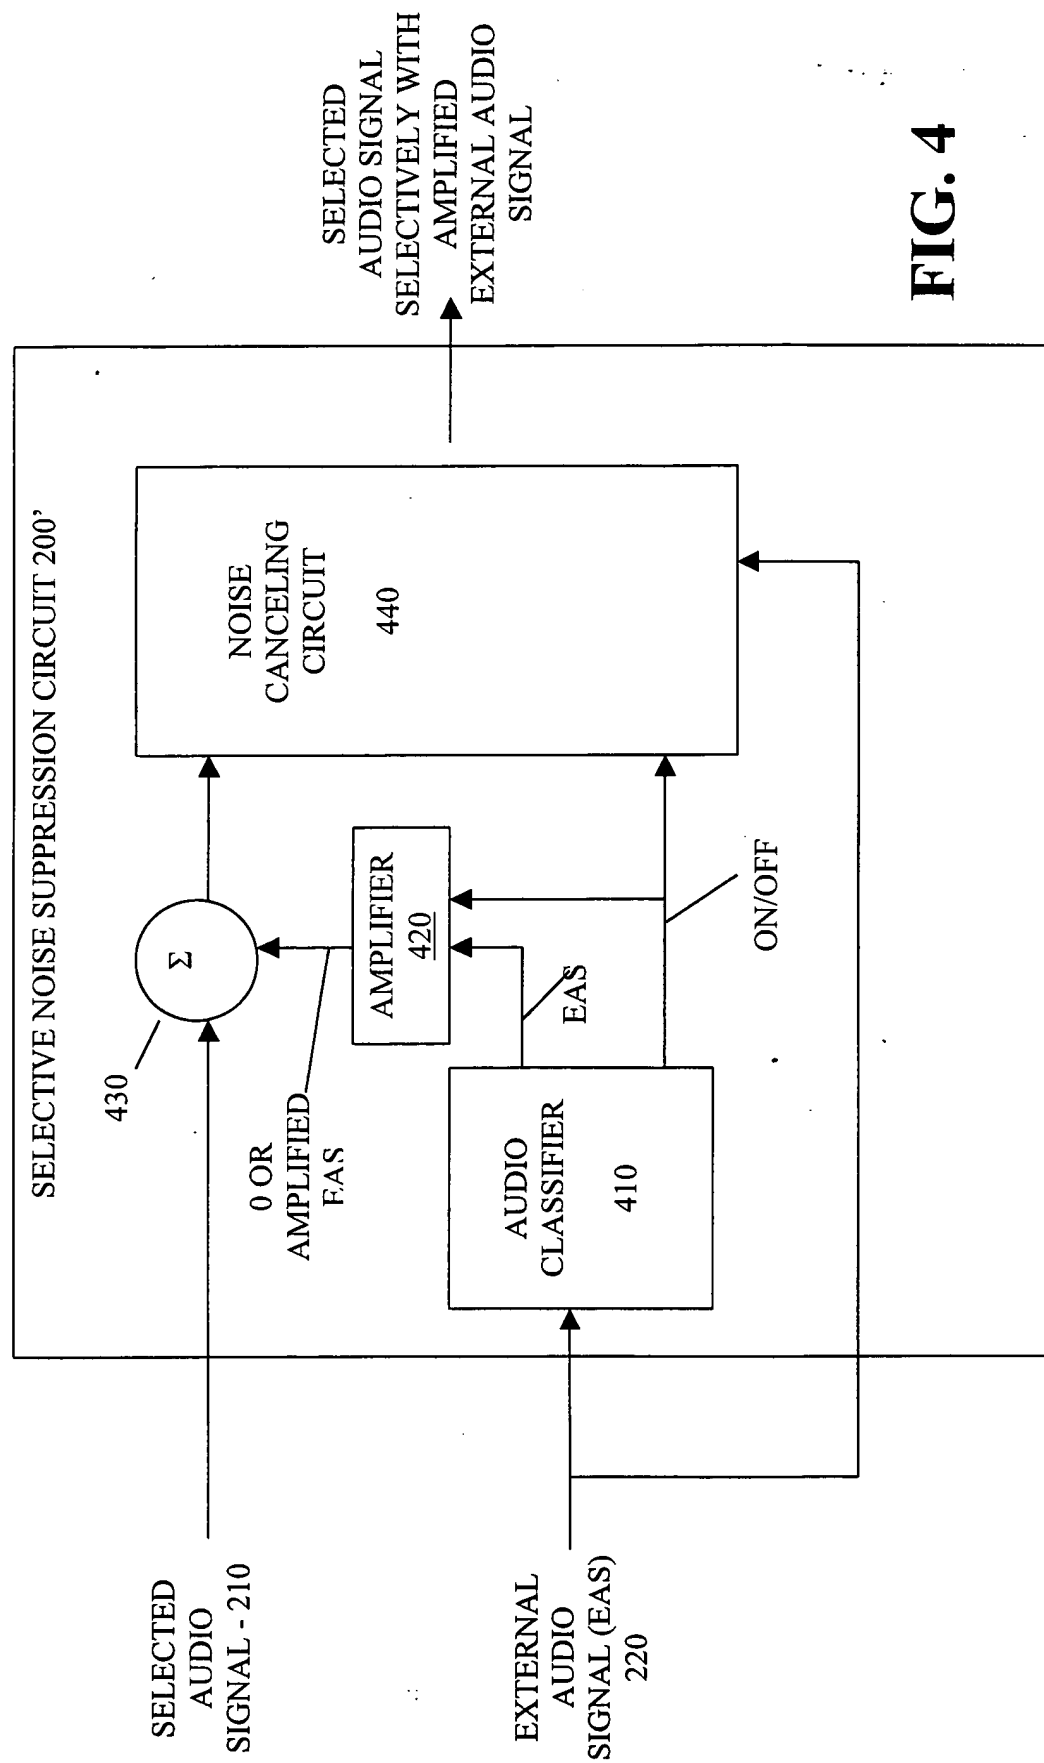 SELECTIVE NOISE SUPPRESSION CIRCUIT 200'
SELECTED
AUDIO
SIGNAL - 210
430
Σ
0 OR
AMPLIFIED
EAS
AMPLIFIER
420
NOISE
CANCELING
CIRCUIT
440
SELECTED
AUDIO SIGNAL
SELECTIVELY WITH
AMPLIFIED
EXTERNAL AUDIO
SIGNAL
EXTERNAL
AUDIO
SIGNAL (EAS)
220
AUDIO
CLASSIFIER
410
EAS
ON/OFF
FIG. 4